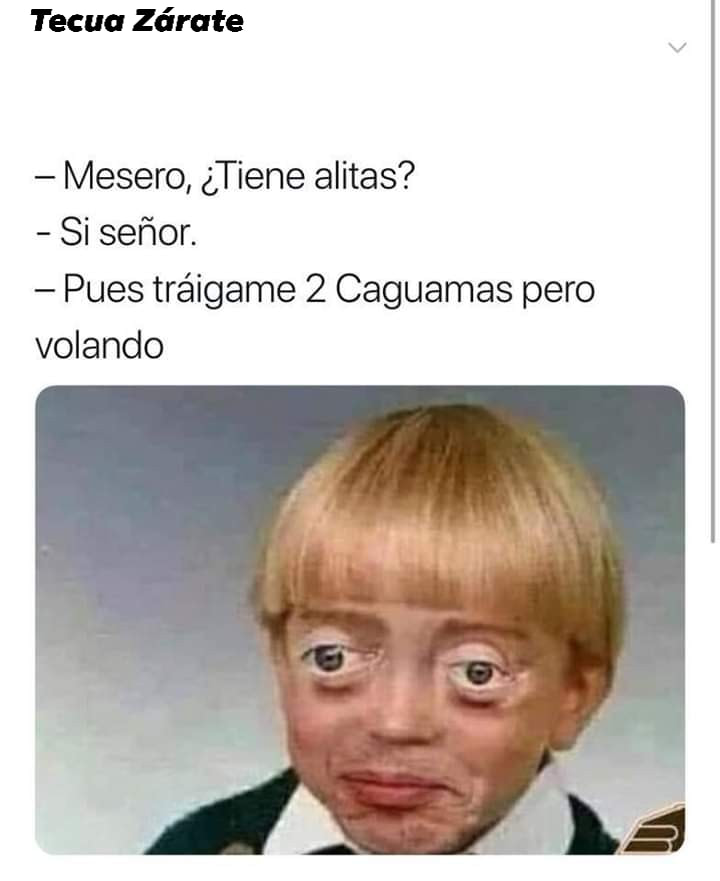 Tecua Zárate
– Mesero, ¿Tiene alitas?
- Si señor.
– Pues tráigame 2 Caguamas pero
volando